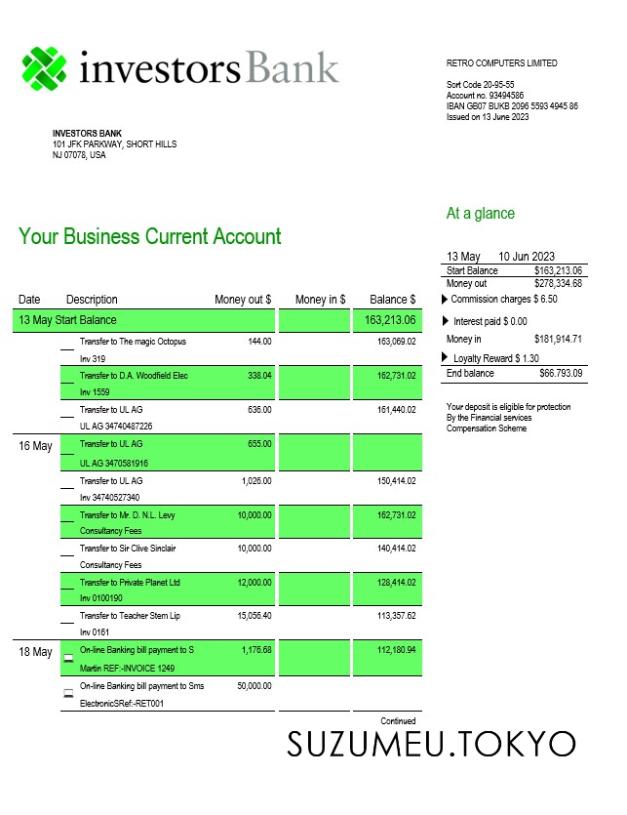 investorsBank
RETRO COMPUTERS LIMITED
Sort Code 20-95-55
Account no. 93494586
IBAN GB07 BUKB 2096 5593 4945 86
Issued on 13 June 2023
INVESTORS BANK
101 JFK PARKWAY, SHORT HILLS
NJ 07078, USA
At a glance
Your Business Current Account
13 May 10 Jun 2023
Start Balance $163,213.06
Money out $278,334.68
Commission charges $ 6.50
Interest paid $ 0.00
Money in $181,914.71
Loyalty Reward $ 1.30
End balance $66.793.09
Your deposit is eligible for protection
By the Financial services
Compensation Scheme
Date Description Money out $ Money in $ Balance $
13 May Start Balance 163,213.06
Transfer to The magic Octopus 144.00 163,069.02
Inv 319
Transfer to D.A. Woodfield Elec 338.04 162,731.02
Inv 1559
Transfer to UL AG 636.00 161,440.02
UL AG 34740487226
16 May Transfer to UL AG 655.00
UL AG 3470581916
Transfer to UL AG 1,026.00 150,414.02
Inv 34740527340
Transfer to Mr. D. N.L. Levy 10,000.00 162,731.02
Consultancy Fees
Transfer to Sir Clive Sinclair 10,000.00 140,414.02
Consultancy Fees
Transfer to Private Planet Ltd 12,000.00 128,414.02
Inv 0100190
Transfer to Teacher Stem Lip 15,056.40 113,357.62
Inv 0161
18 May On-line Banking bill payment to S 1,176.68 112,180.94
Martin REF:-INVOICE 1249
On-line Banking bill payment to Sms 50,000.00
ElectronicSRef:-RET001
Continued
SUZUMEU.TOKYO